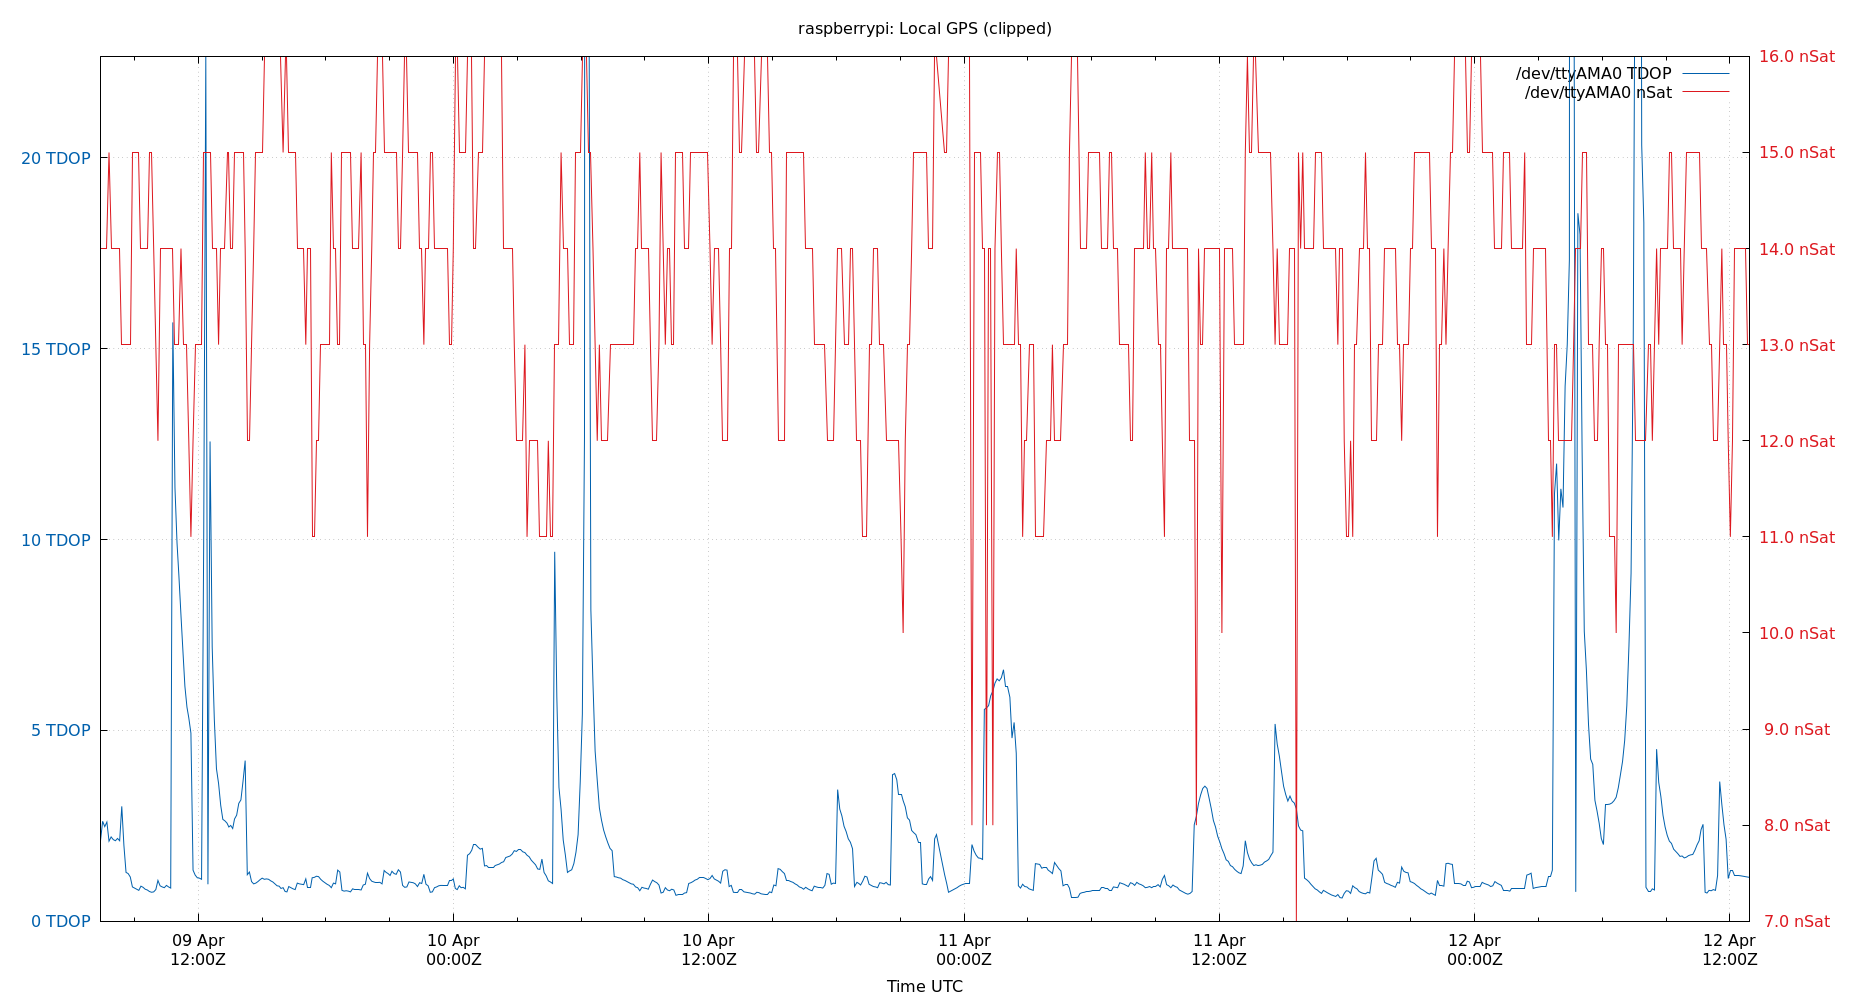 raspberrypi: Local GPS (clipped)
16.0 nSat
/dev/ttyAMA0 TDOP
/dev/ttyAMA0 nSat
20 TDOP
15.0 nSat
14.0 nSat
15 TDOP
13.0 nSat
12.0 nSat
10 TDOP
11.0 nSat
10.0 nSat
5 TDOP
9.0 nSat
8.0 nSat
0 TDOP
7.0 nSat
09 Apr 10 Apr 10 Apr 11 Apr 11 Apr 12 Apr 12 Apr
12:00Z 00:00Z 12:00Z 00:00Z 12:00Z 00:00Z 12:00Z
Time UTC